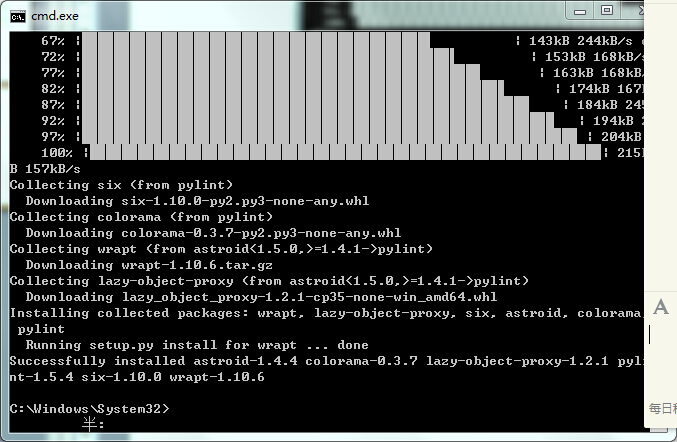 cmd.exe
67% | 143kB 244kB/s
72% | 153kB 168kB/s
77% | 163kB 168kB/
82% | 174kB 167
87% | 184kB 245
92% | 194kB
97% | 204kB
100% | 215
B 157kB/s
Collecting six (from pylint)
Downloading six-1.10.0-py2.py3-none-any.whl
Collecting colorama (from pylint)
Downloading colorama-0.3.7-py2.py3-none-any.whl
Collecting wrapt (from astroid<1.5.0,>=1.4.1->pylint)
Downloading wrapt-1.10.6.tar.gz
Collecting lazy-object-proxy (from astroid<1.5.0,>=1.4.1->pylint)
Downloading lazy_object_proxy-1.2.1-cp35-none-win_amd64.whl
Installing collected packages: wrapt, lazy-object-proxy, six, astroid, colorama,
pylint
Running setup.py install for wrapt ... done
Successfully installed astroid-1.4.4 colorama-0.3.7 lazy-object-proxy-1.2.1 pyli
nt-1.5.4 six-1.10.0 wrapt-1.10.6
C:\Windows\System32>
半:
A
每日